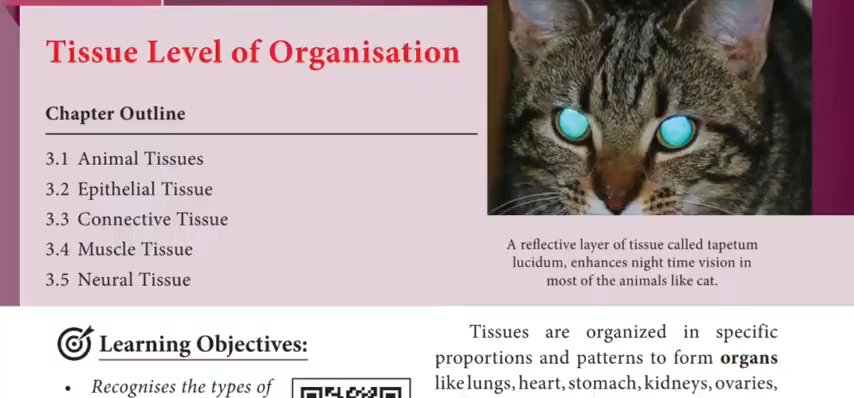 Tissue Level of Organisation
Chapter Outline
3.1 Animal Tissues
3.2 Epithelial Tissue
3.3 Connective Tissue
3.4 Muscle Tissue
3.5 Neural Tissue
A reflective layer of tissue called tapetum
lucidum, enhances night time vision in
most of the animals like cat.
Learning Objectives:
• Recognises the types of
Tissues are organized in specific
proportions and patterns to form organs
like lungs, heart, stomach, kidneys, ovaries,